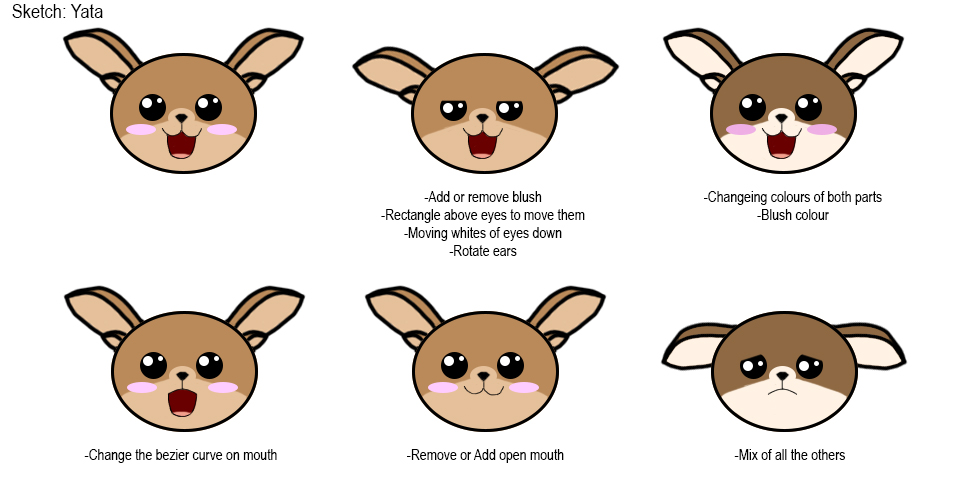 Sketch: Yata
-Add or remove blush
-Rectangle above eyes to move them
-Moving whites of eyes down
-Rotate ears
-Changeing colours of both parts
-Blush colour
-Change the bezier curve on mouth
-Remove or Add open mouth
-Mix of all the others